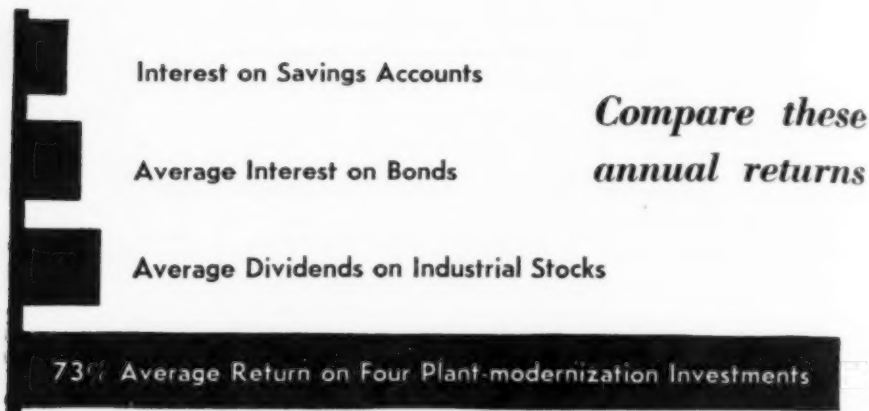 Interest on Savings Accounts
Compare these
annual returns
Average Interest on Bonds
Average Dividends on Industrial Stocks
73% Average Return on Four Plant-modernization Investments